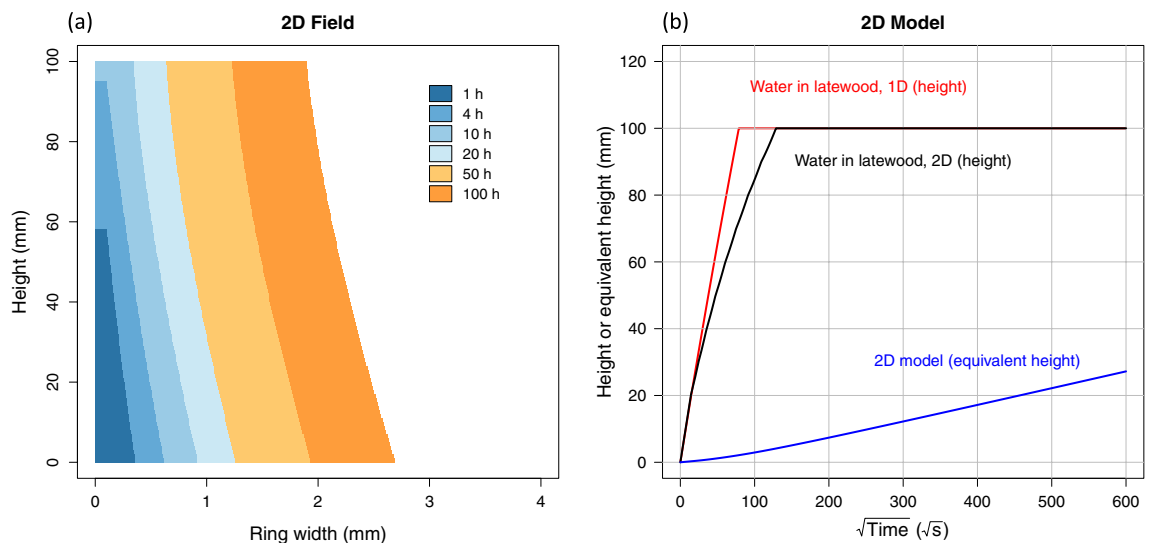 (a)
2D Field
Height (mm)
100
80
60
40
20
0
1 h
4 h
10 h
20 h
50 h
100 h
0 1 2 3 4
Ring width (mm)
(b)
2D Model
Height or equivalent height (mm)
120
100
80
60
40
20
0
Water in latewood, 1D (height)
Water in latewood, 2D (height)
2D model (equivalent height)
0 100 200 300 400 500 600
√Time (√s)